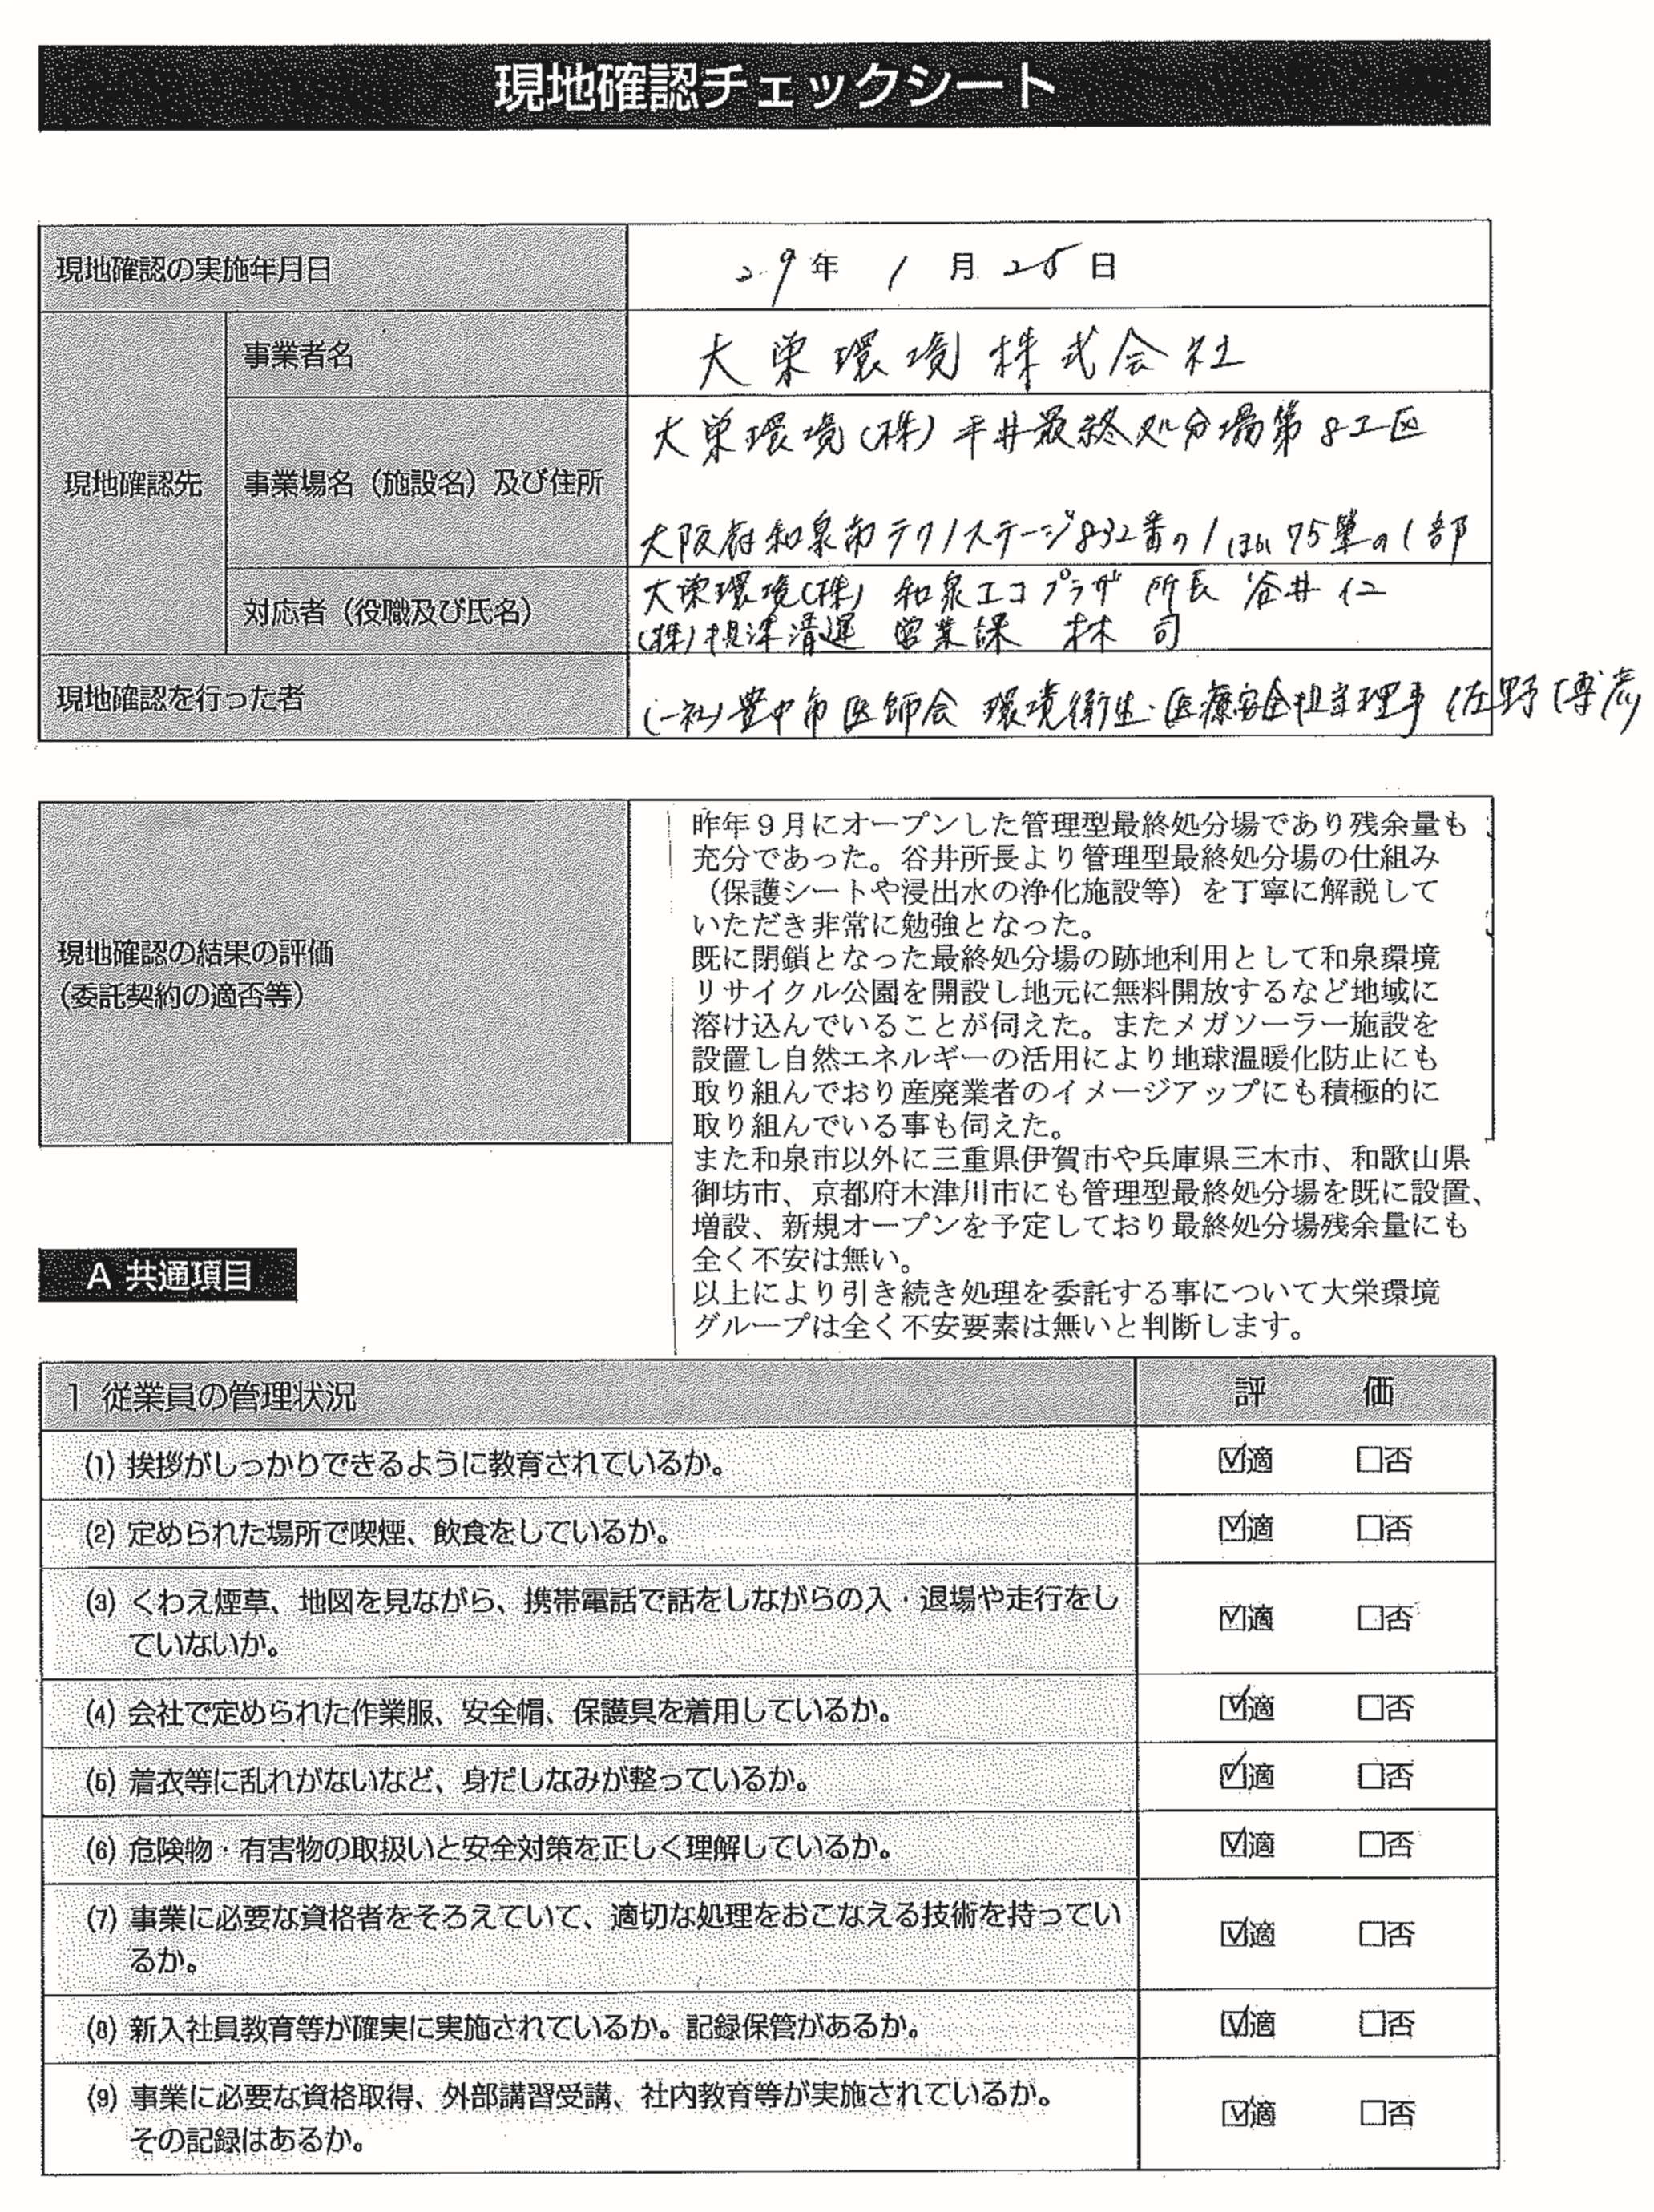 現地確認チェックシート
現地確認の実施年月日
29年 1月 25日
現地確認先
事業者名
大栄環境株式会社
事業場名（施設名）及び住所
大栄環境(株) 平井最終処分場第8工区
大阪府和泉市テクノステージ832番の1ほか75筆の1部
対応者（役職及び氏名）
大栄環境(株) 和泉エコプラザ 所長 谷井 仁
(株)摂津清運 営業課 林 司
現地確認を行った者
(一社)豊中市医師会 環境衛生・医療安全担当理事 佐野博彦
現地確認の結果の評価
（委託契約の適否等）
昨年９月にオープンした管理型最終処分場であり残余量も
充分であった。谷井所長より管理型最終処分場の仕組み
（保護シートや浸出水の浄化施設等）を丁寧に解説して
いただき非常に勉強となった。
既に閉鎖となった最終処分場の跡地利用として和泉環境
リサイクル公園を開設し地元に無料開放するなど地域に
溶け込んでいることが伺えた。またメガソーラー施設を
設置し自然エネルギーの活用により地球温暖化防止にも
取り組んでおり産廃業者のイメージアップにも積極的に
取り組んでいる事も伺えた。
また和泉市以外に三重県伊賀市や兵庫県三木市、和歌山県
御坊市、京都府木津川市にも管理型最終処分場を既に設置、
増設、新規オープンを予定しており最終処分場残余量にも
全く不安は無い。
以上により引き続き処理を委託する事について大栄環境
グループは全く不安要素は無いと判断します。
A 共通項目
1 従業員の管理状況 評 価
(1) 挨拶がしっかりできるように教育されているか。 ☑適 □否
(2) 定められた場所で喫煙、飲食をしているか。 ☑適 □否
(3) くわえ煙草、地図を見ながら、携帯電話で話をしながらの入・退場や走行をし
ていないか。 ☑適 □否
(4) 会社で定められた作業服、安全帽、保護具を着用しているか。 ☑適 □否
(5) 着衣等に乱れがないなど、身だしなみが整っているか。 ☑適 □否
(6) 危険物・有害物の取扱いと安全対策を正しく理解しているか。 ☑適 □否
(7) 事業に必要な資格者をそろえていて、適切な処理をおこなえる技術を持ってい
るか。 ☑適 □否
(8) 新入社員教育等が確実に実施されているか。記録保管があるか。 ☑適 □否
(9) 事業に必要な資格取得、外部講習受講、社内教育等が実施されているか。
その記録はあるか。 ☑適 □否